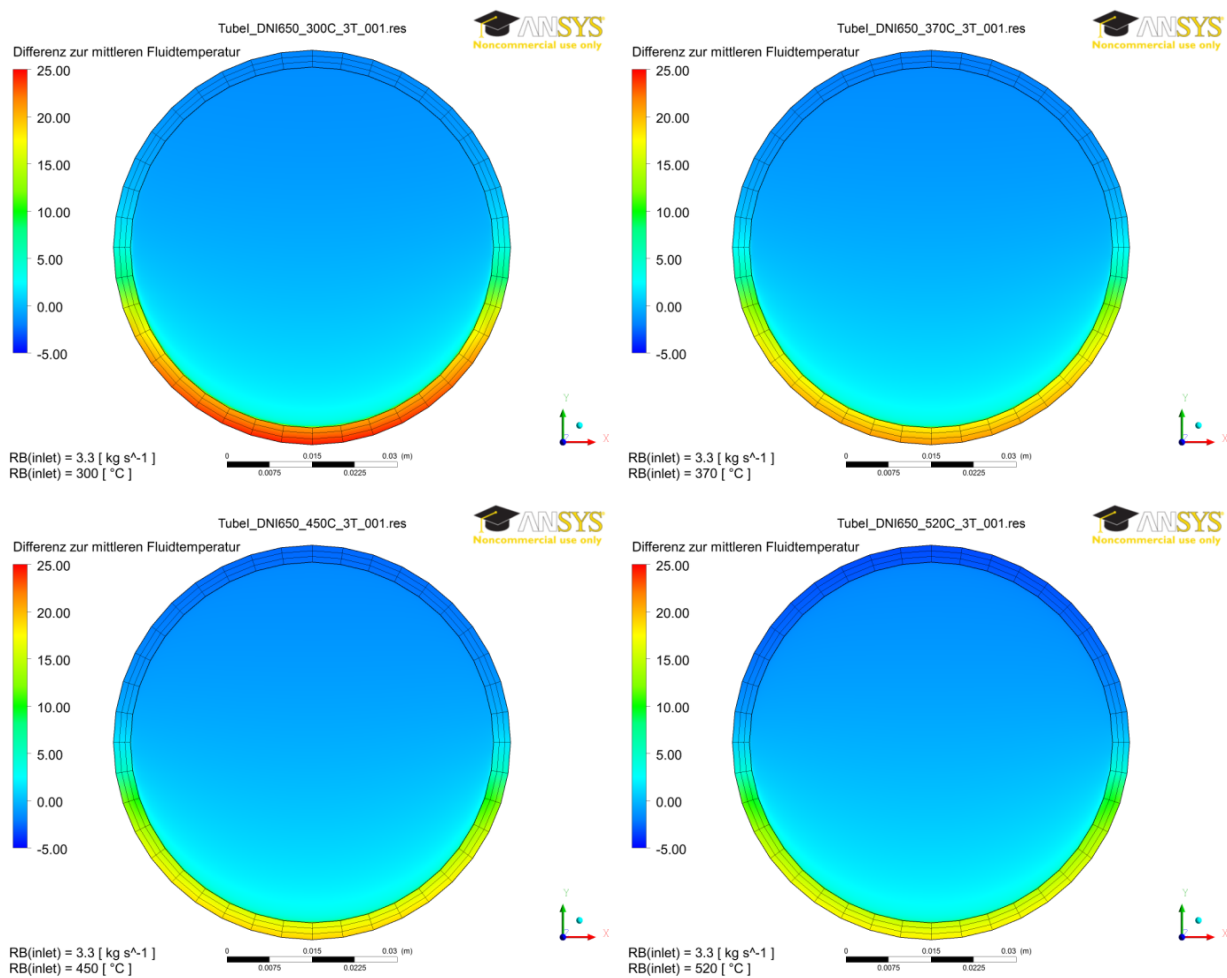 TubeI_DNI650_300C_3T_001.res
ANSYS
Noncommercial use only
Differenz zur mittleren Fluidtemperatur
25.00
20.00
15.00
10.00
5.00
0.00
-5.00
Y
X
Z
RB(inlet) = 3.3 [ kg s^-1 ]
RB(inlet) = 300 [ °C ]
0 0.015 0.03 (m)
0.0075 0.0225
TubeI_DNI650_370C_3T_001.res
ANSYS
Noncommercial use only
Differenz zur mittleren Fluidtemperatur
25.00
20.00
15.00
10.00
5.00
0.00
-5.00
Y
X
Z
RB(inlet) = 3.3 [ kg s^-1 ]
RB(inlet) = 370 [ °C ]
0 0.015 0.03 (m)
0.0075 0.0225
TubeI_DNI650_450C_3T_001.res
ANSYS
Noncommercial use only
Differenz zur mittleren Fluidtemperatur
25.00
20.00
15.00
10.00
5.00
0.00
-5.00
Y
X
Z
RB(inlet) = 3.3 [ kg s^-1 ]
RB(inlet) = 450 [ °C ]
0 0.015 0.03 (m)
0.0075 0.0225
TubeI_DNI650_520C_3T_001.res
ANSYS
Noncommercial use only
Differenz zur mittleren Fluidtemperatur
25.00
20.00
15.00
10.00
5.00
0.00
-5.00
Y
X
Z
RB(inlet) = 3.3 [ kg s^-1 ]
RB(inlet) = 520 [ °C ]
0 0.015 0.03 (m)
0.0075 0.0225